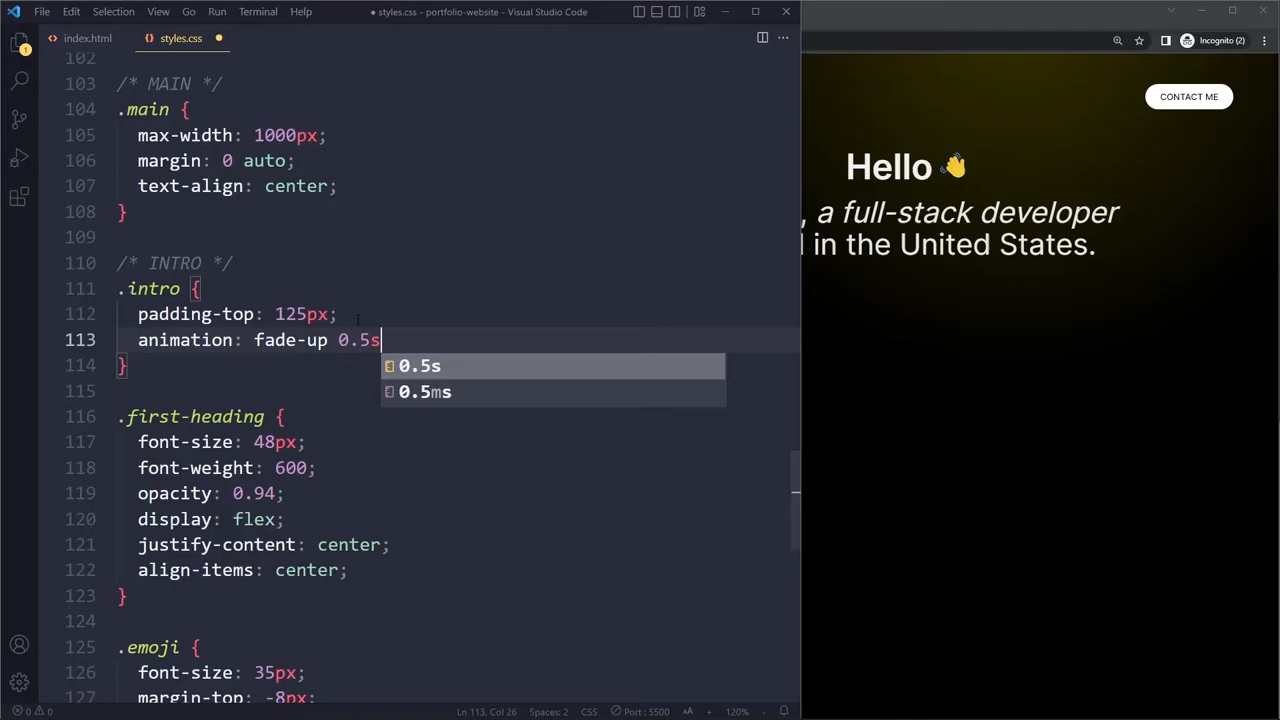 File Edit Selection View Go Run Terminal Help
● styles.css - portfolio-website - Visual Studio Code
index.html
styles.css
102
103 /* MAIN */
104 .main {
105 max-width: 1000px;
106 margin: 0 auto;
107 text-align: center;
108 }
109
110 /* INTRO */
111 .intro {
112 padding-top: 125px;
113 animation: fade-up 0.5s
0.5s
0.5ms
114 }
115
116 .first-heading {
117 font-size: 48px;
118 font-weight: 600;
119 opacity: 0.94;
120 display: flex;
121 justify-content: center;
122 align-items: center;
123 }
124
125 .emoji {
126 font-size: 35px;
127 margin-top: -8px;
1
0 0
Ln 113, Col 26 Spaces: 2 CSS Port : 5500 120%
Incognito (2)
CONTACT ME
Hello 👋
, a full-stack developer
in the United States.